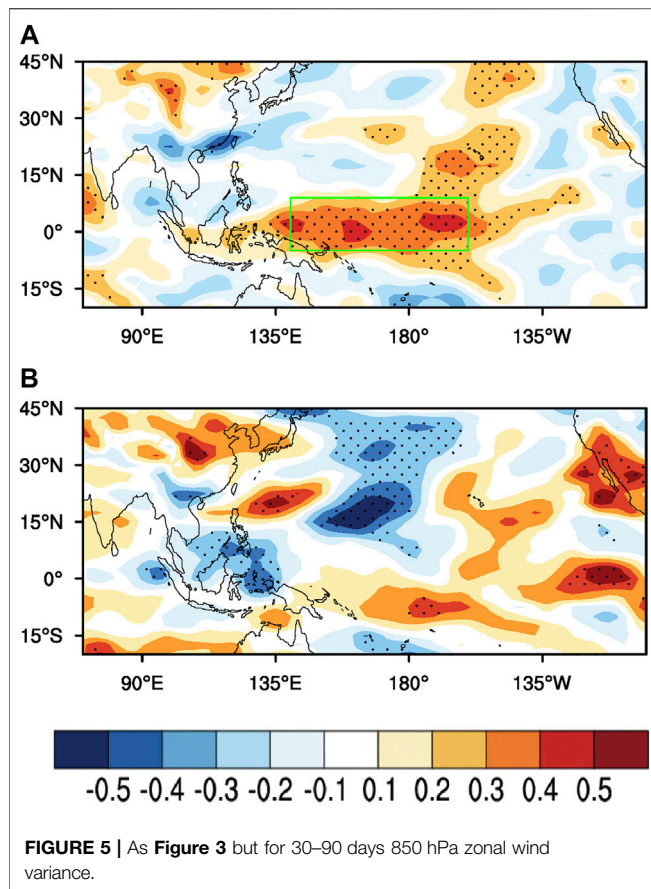 A
45°N
30°N
15°N
0°
15°S
90°E 135°E 180° 135°W
B
45°N
30°N
15°N
0°
15°S
90°E 135°E 180° 135°W
-0.5 -0.4 -0.3 -0.2 -0.1 0.1 0.2 0.3 0.4 0.5
FIGURE 5 | As Figure 3 but for 30–90 days 850 hPa zonal wind
variance.